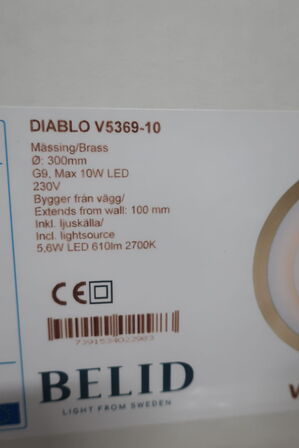 DIABLO V5369-10
Mässing/Brass
Ø: 300mm
G9, Max 10W LED
230V
Bygger från vägg/
Extends from wall: 100 mm
Inkl. ljuskälla/
Incl. lightsource
5,6W LED 610lm 2700K
CE
7391534022983
BELID
LIGHT FROM SWEDEN
V